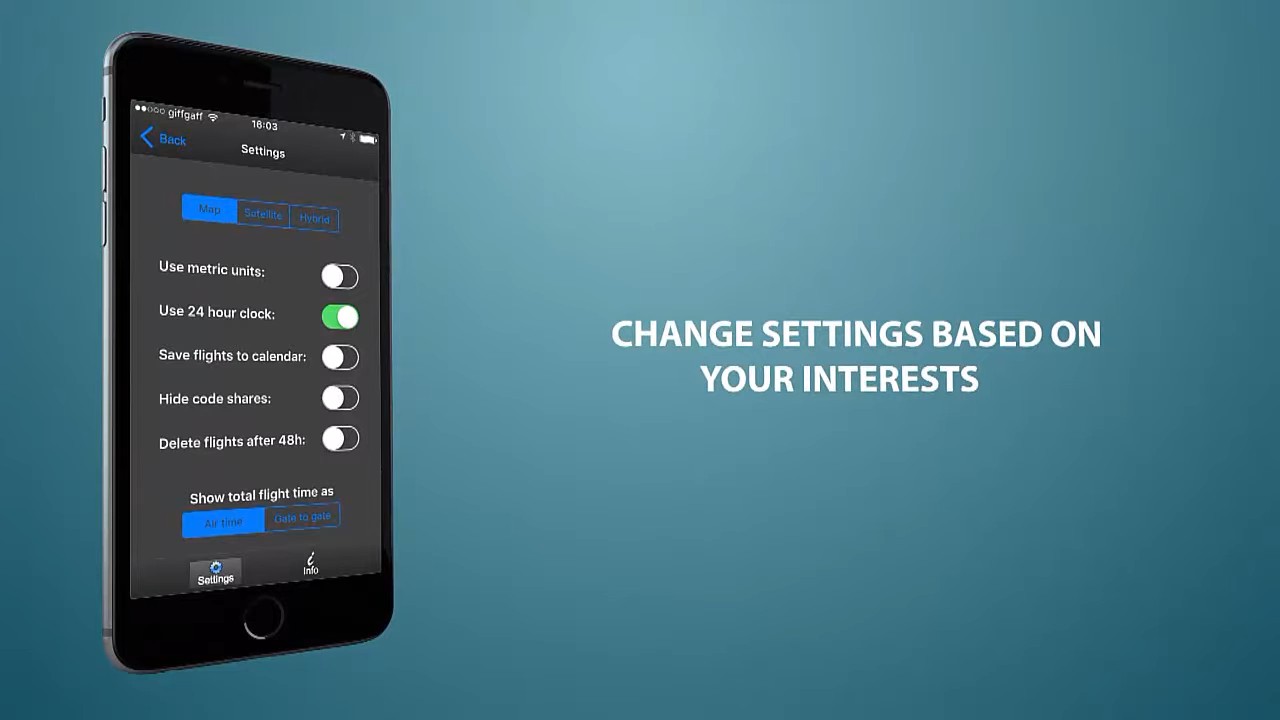 giffgaff
16:03
Back
Settings
Map
Satellite
Hybrid
Use metric units:
Use 24 hour clock:
Save flights to calendar:
Hide code shares:
Delete flights after 48h:
Show total flight time as
Air time
Gate to gate
Settings
Info
CHANGE SETTINGS BASED ON
YOUR INTERESTS